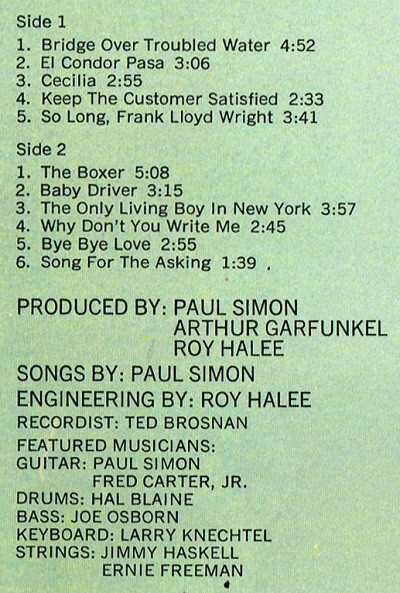 Side 1
1. Bridge Over Troubled Water 4:52
2. El Condor Pasa 3:06
3. Cecilia 2:55
4. Keep The Customer Satisfied 2:33
5. So Long, Frank Lloyd Wright 3:41
Side 2
1. The Boxer 5:08
2. Baby Driver 3:15
3. The Only Living Boy In New York 3:57
4. Why Don't You Write Me 2:45
5. Bye Bye Love 2:55
6. Song For The Asking 1:39
PRODUCED BY: PAUL SIMON
ARTHUR GARFUNKEL
ROY HALEE
SONGS BY: PAUL SIMON
ENGINEERING BY: ROY HALEE
RECORDIST: TED BROSNAN
FEATURED MUSICIANS:
GUITAR: PAUL SIMON
FRED CARTER, JR.
DRUMS: HAL BLAINE
BASS: JOE OSBORN
KEYBOARD: LARRY KNECHTEL
STRINGS: JIMMY HASKELL
ERNIE FREEMAN